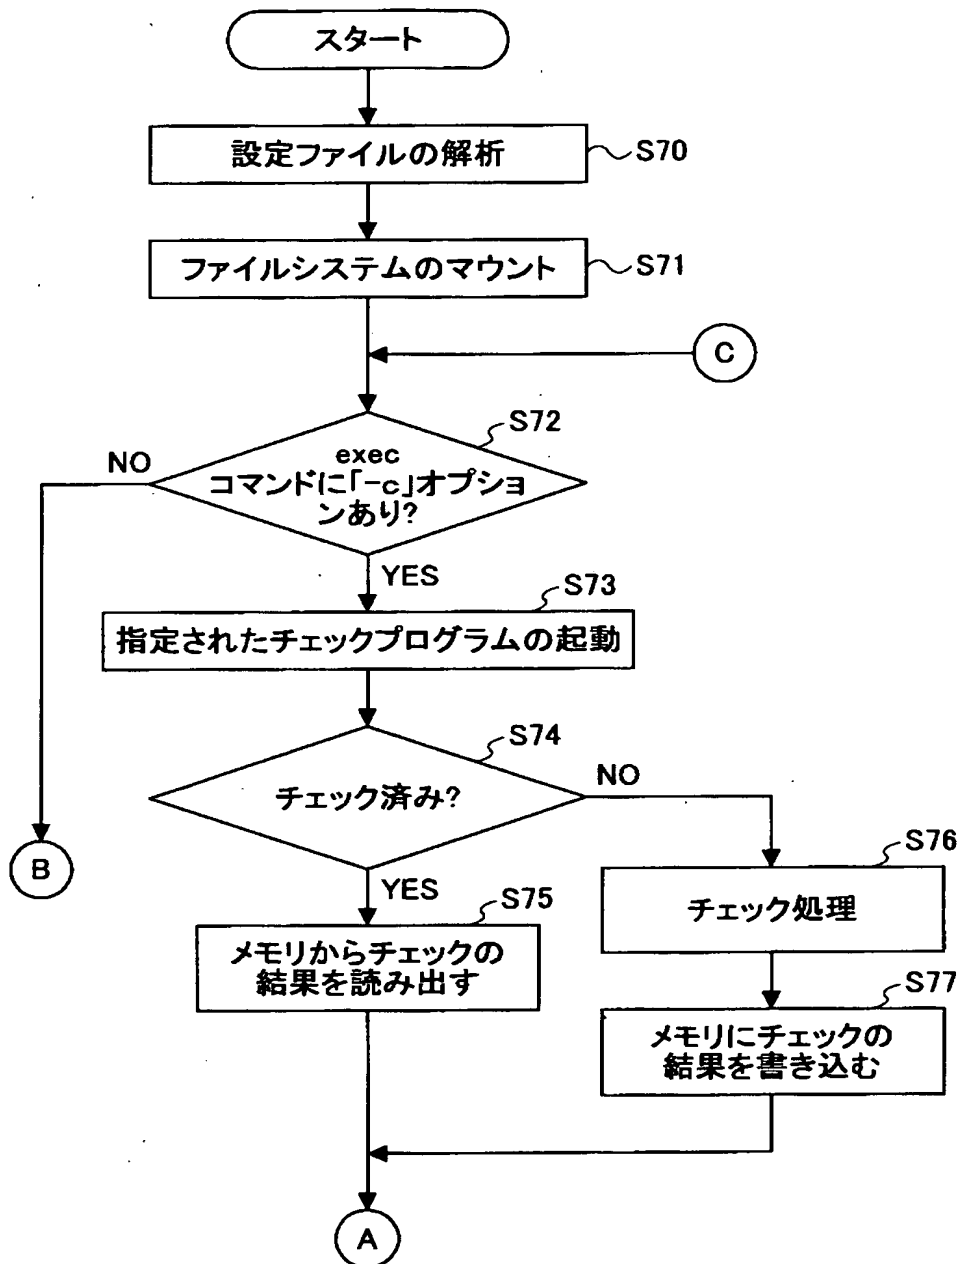 スタート
設定ファイルの解析
S70
ファイルシステムのマウント
S71
C
S72
NO
exec
コマンドに「-c」オプショ
ンあり?
YES
S73
指定されたチェックプログラムの起動
S74
チェック済み?
NO
B
YES
S75
メモリからチェックの
結果を読み出す
S76
チェック処理
S77
メモリにチェックの
結果を書き込む
A